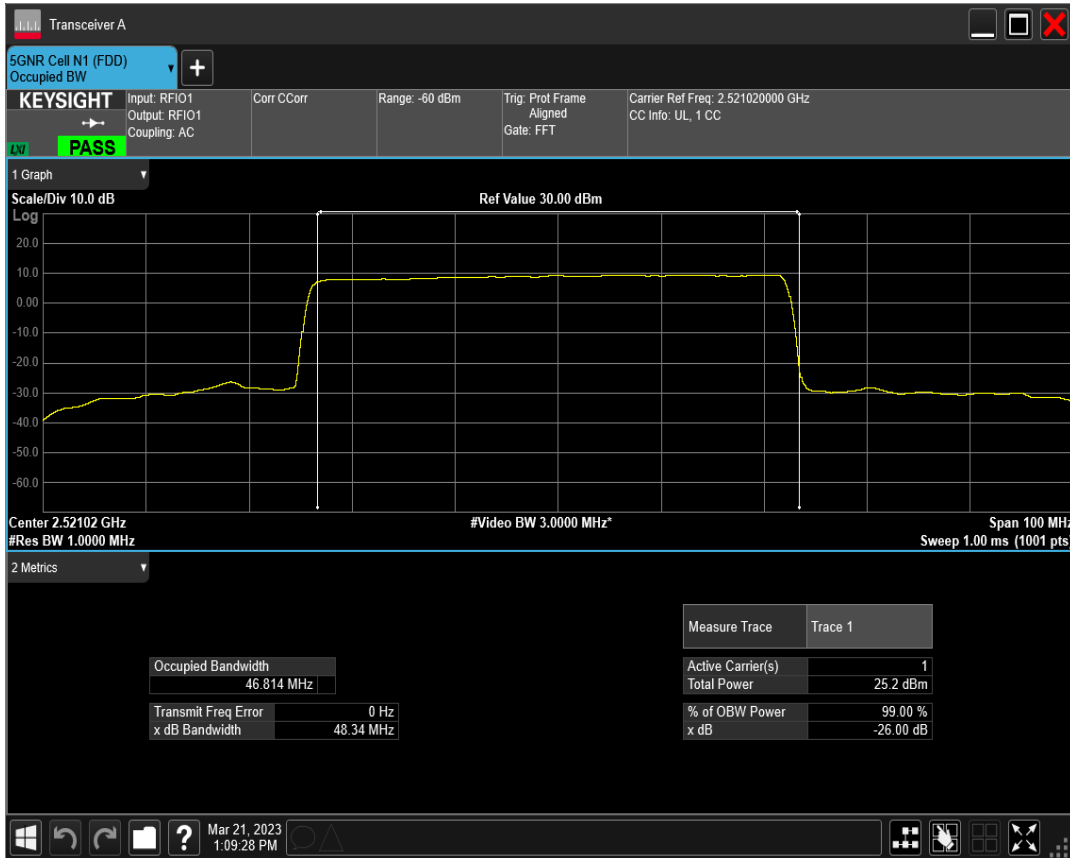 Transceiver A
5GNR Cell N1 (FDD)
Occupied BW
+
KEYSIGHT
LXI
PASS
Input: RFIO1
Output: RFIO1
Coupling: AC
Corr CCorr
Range: -60 dBm
Trig: Prot Frame
Aligned
Gate: FFT
Carrier Ref Freq: 2.521020000 GHz
CC Info: UL, 1 CC
1 Graph
Scale/Div 10.0 dB
Ref Value 30.00 dBm
Log
20.0
10.0
0.00
-10.0
-20.0
-30.0
-40.0
-50.0
-60.0
Center 2.52102 GHz
#Video BW 3.0000 MHz*
Span 100 MHz
#Res BW 1.0000 MHz
Sweep 1.00 ms (1001 pts)
2 Metrics
Measure Trace Trace 1
Occupied Bandwidth
46.814 MHz
Active Carrier(s) 1
Total Power 25.2 dBm
Transmit Freq Error 0 Hz
x dB Bandwidth 48.34 MHz
% of OBW Power 99.00 %
x dB -26.00 dB
?
Mar 21, 2023
1:09:28 PM